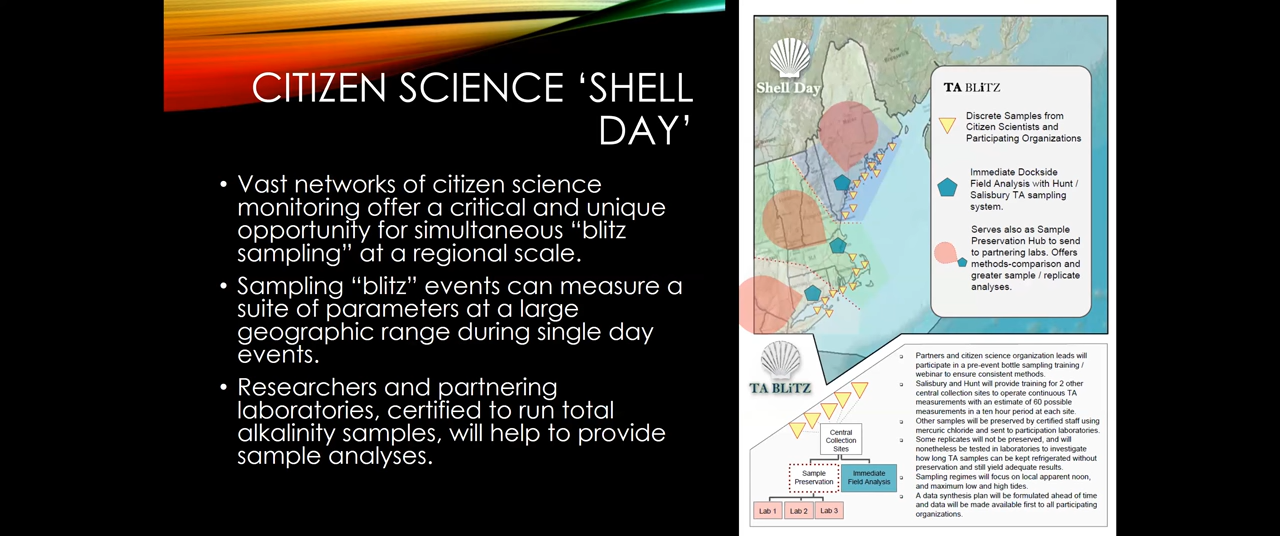 CITIZEN SCIENCE ‘SHELL
DAY’
• Vast networks of citizen science
monitoring offer a critical and unique
opportunity for simultaneous “blitz
sampling” at a regional scale.
• Sampling “blitz” events can measure a
suite of parameters at a large
geographic range during single day
events.
• Researchers and partnering
laboratories, certified to run total
alkalinity samples, will help to provide
sample analyses.
Shell Day
TA BLiTZ
Discrete Samples from
Citizen Scientists and
Participating Organizations
Immediate Dockside
Field Analysis with Hunt /
Salisbury TA sampling
system.
Serves also as Sample
Preservation Hub to send
to partnering labs. Offers
methods-comparison and
greater sample / replicate
analyses.
TA BLiTZ
Central
Collection
Sites
Sample
Preservation
Immediate
Field Analysis
Lab 1
Lab 2
Lab 3
Partners and citizen science organization leads will
participate in a pre-event bottle sampling training /
webinar to ensure consistent methods.
Salisbury and Hunt will provide training for 2 other
central collection sites to operate continuous TA
measurements with an estimate of 60 possible
measurements in a ten hour period at each site.
Other samples will be preserved by certified staff using
mercuric chloride and sent to participation laboratories.
Some replicates will not be preserved, and will
nonetheless be tested in laboratories to investigate
how long TA samples can be kept refrigerated without
preservation and still yield adequate results.
Sampling regimes will focus on local apparent noon,
and maximum low and high tides.
A data synthesis plan will be formulated ahead of time
and data will be made available first to all participating
organizations.